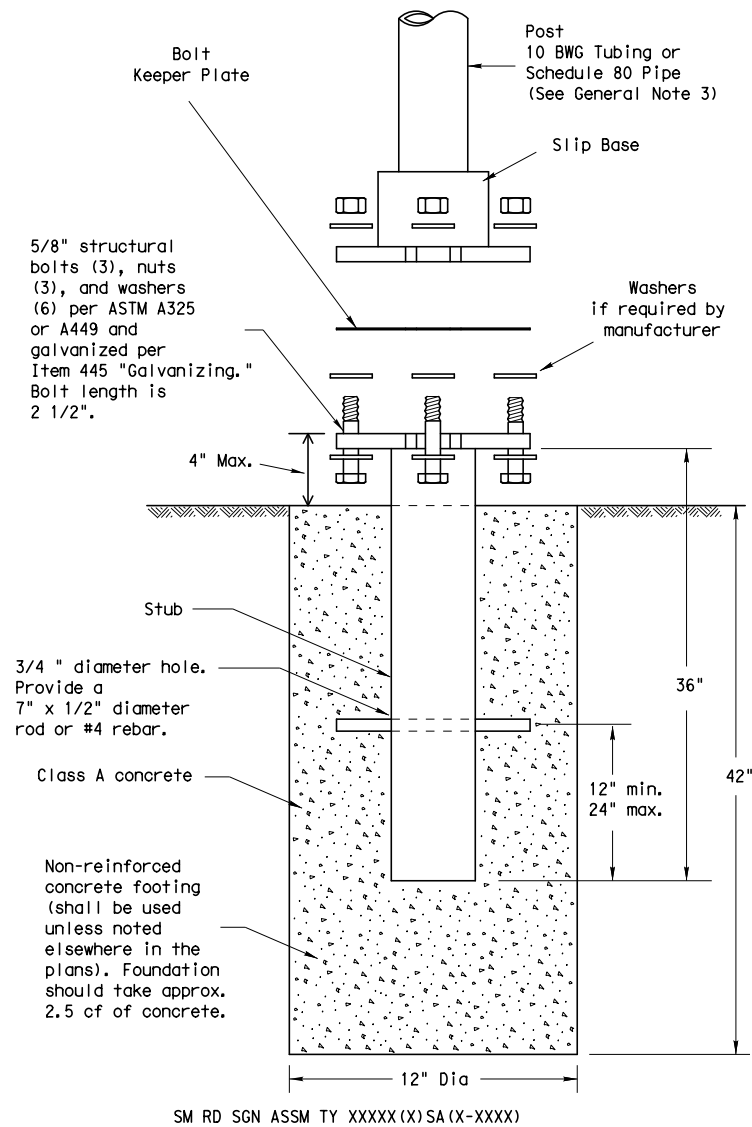 Bolt
Keeper Plate
Post
10 BWG Tubing or
Schedule 80 Pipe
(See General Note 3)
Slip Base
5/8" structural
bolts (3), nuts
(3), and washers
(6) per ASTM A325
or A449 and
galvanized per
Item 445 "Galvanizing."
Bolt length is
2 1/2".
Washers
if required by
manufacturer
4" Max.
Stub
3/4 " diameter hole.
Provide a
7" x 1/2" diameter
rod or #4 rebar.
36"
Class A concrete
12" min.
24" max.
42"
Non-reinforced
concrete footing
(shall be used
unless noted
elsewhere in the
plans). Foundation
should take approx.
2.5 cf of concrete.
12" Dia
SM RD SGN ASSM TY XXXXX(X)SA(X-XXXX)